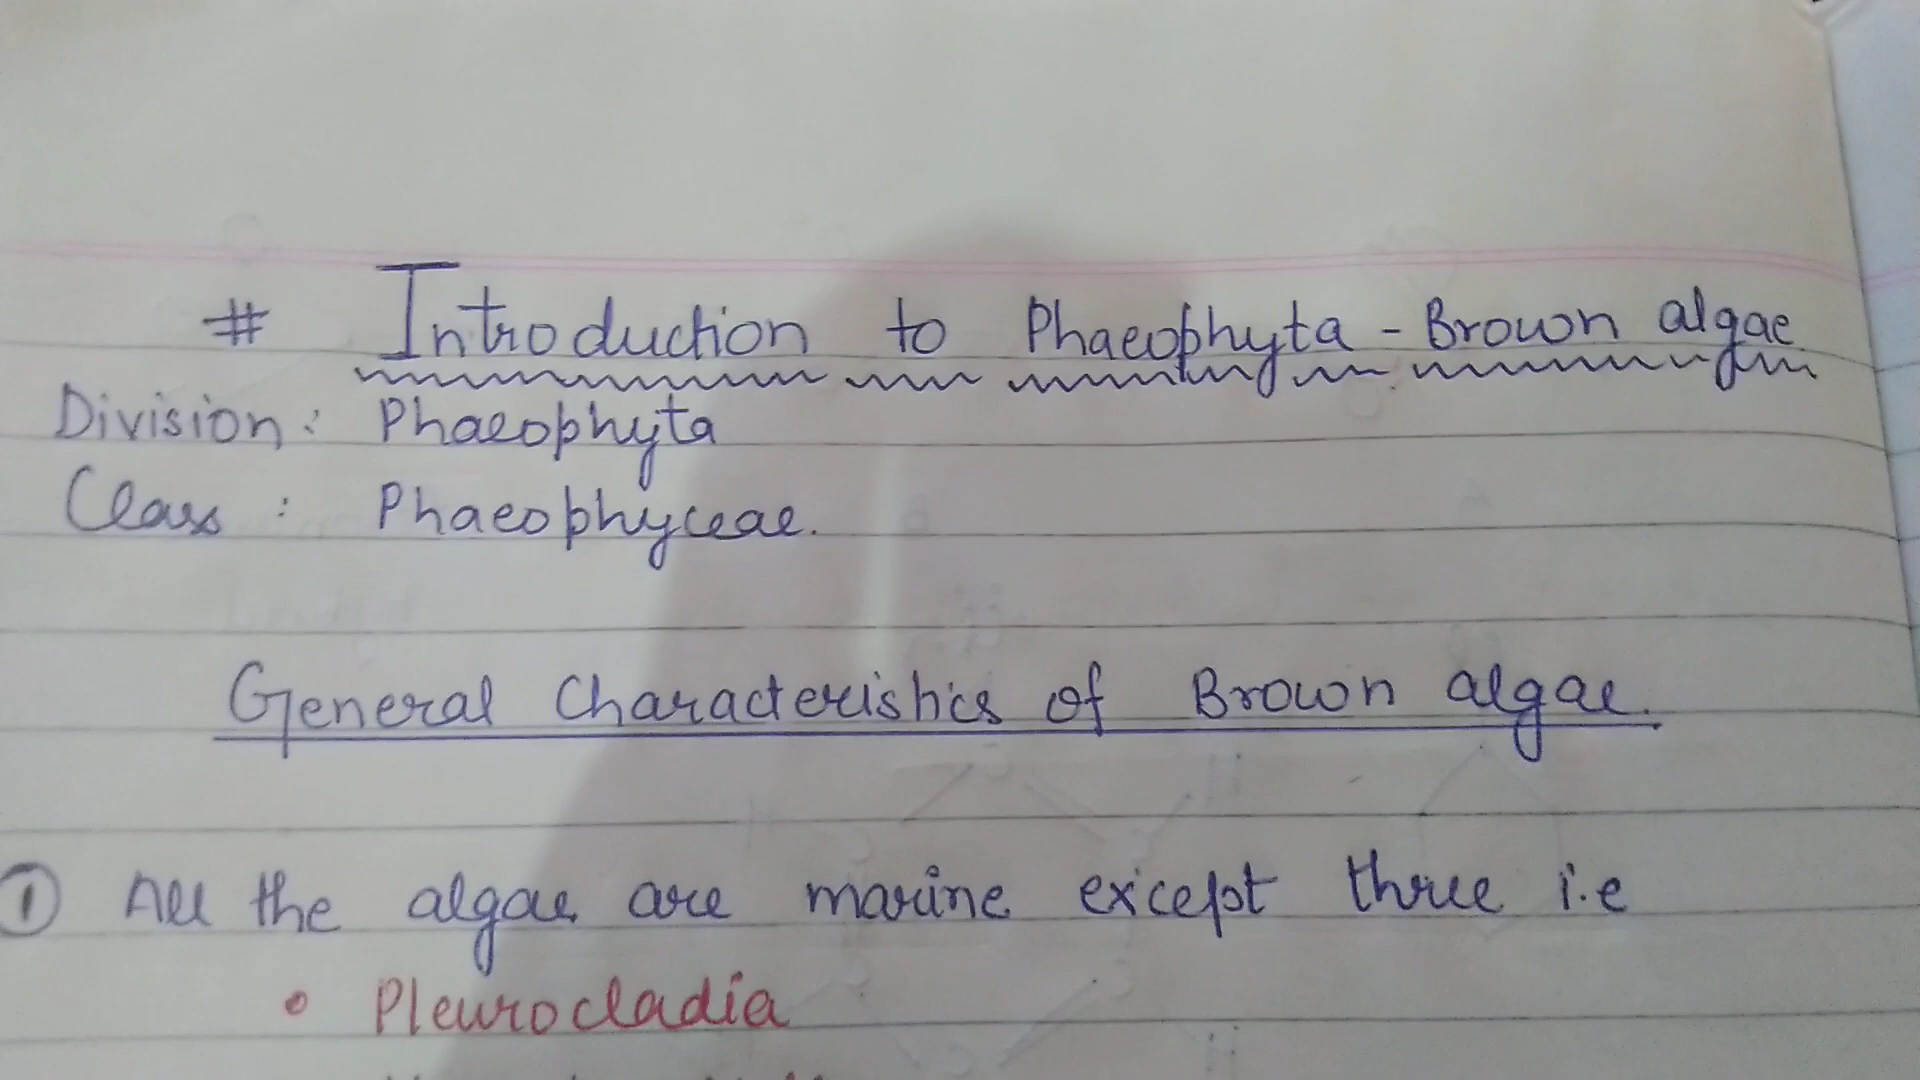 # Introduction to Phaeophyta - Brown algae
Division: Phaeophyta
Class : Phaeophyceae.
General Characteristics of Brown algae.
① All the algae are marine except three i.e
• Pleurocladia